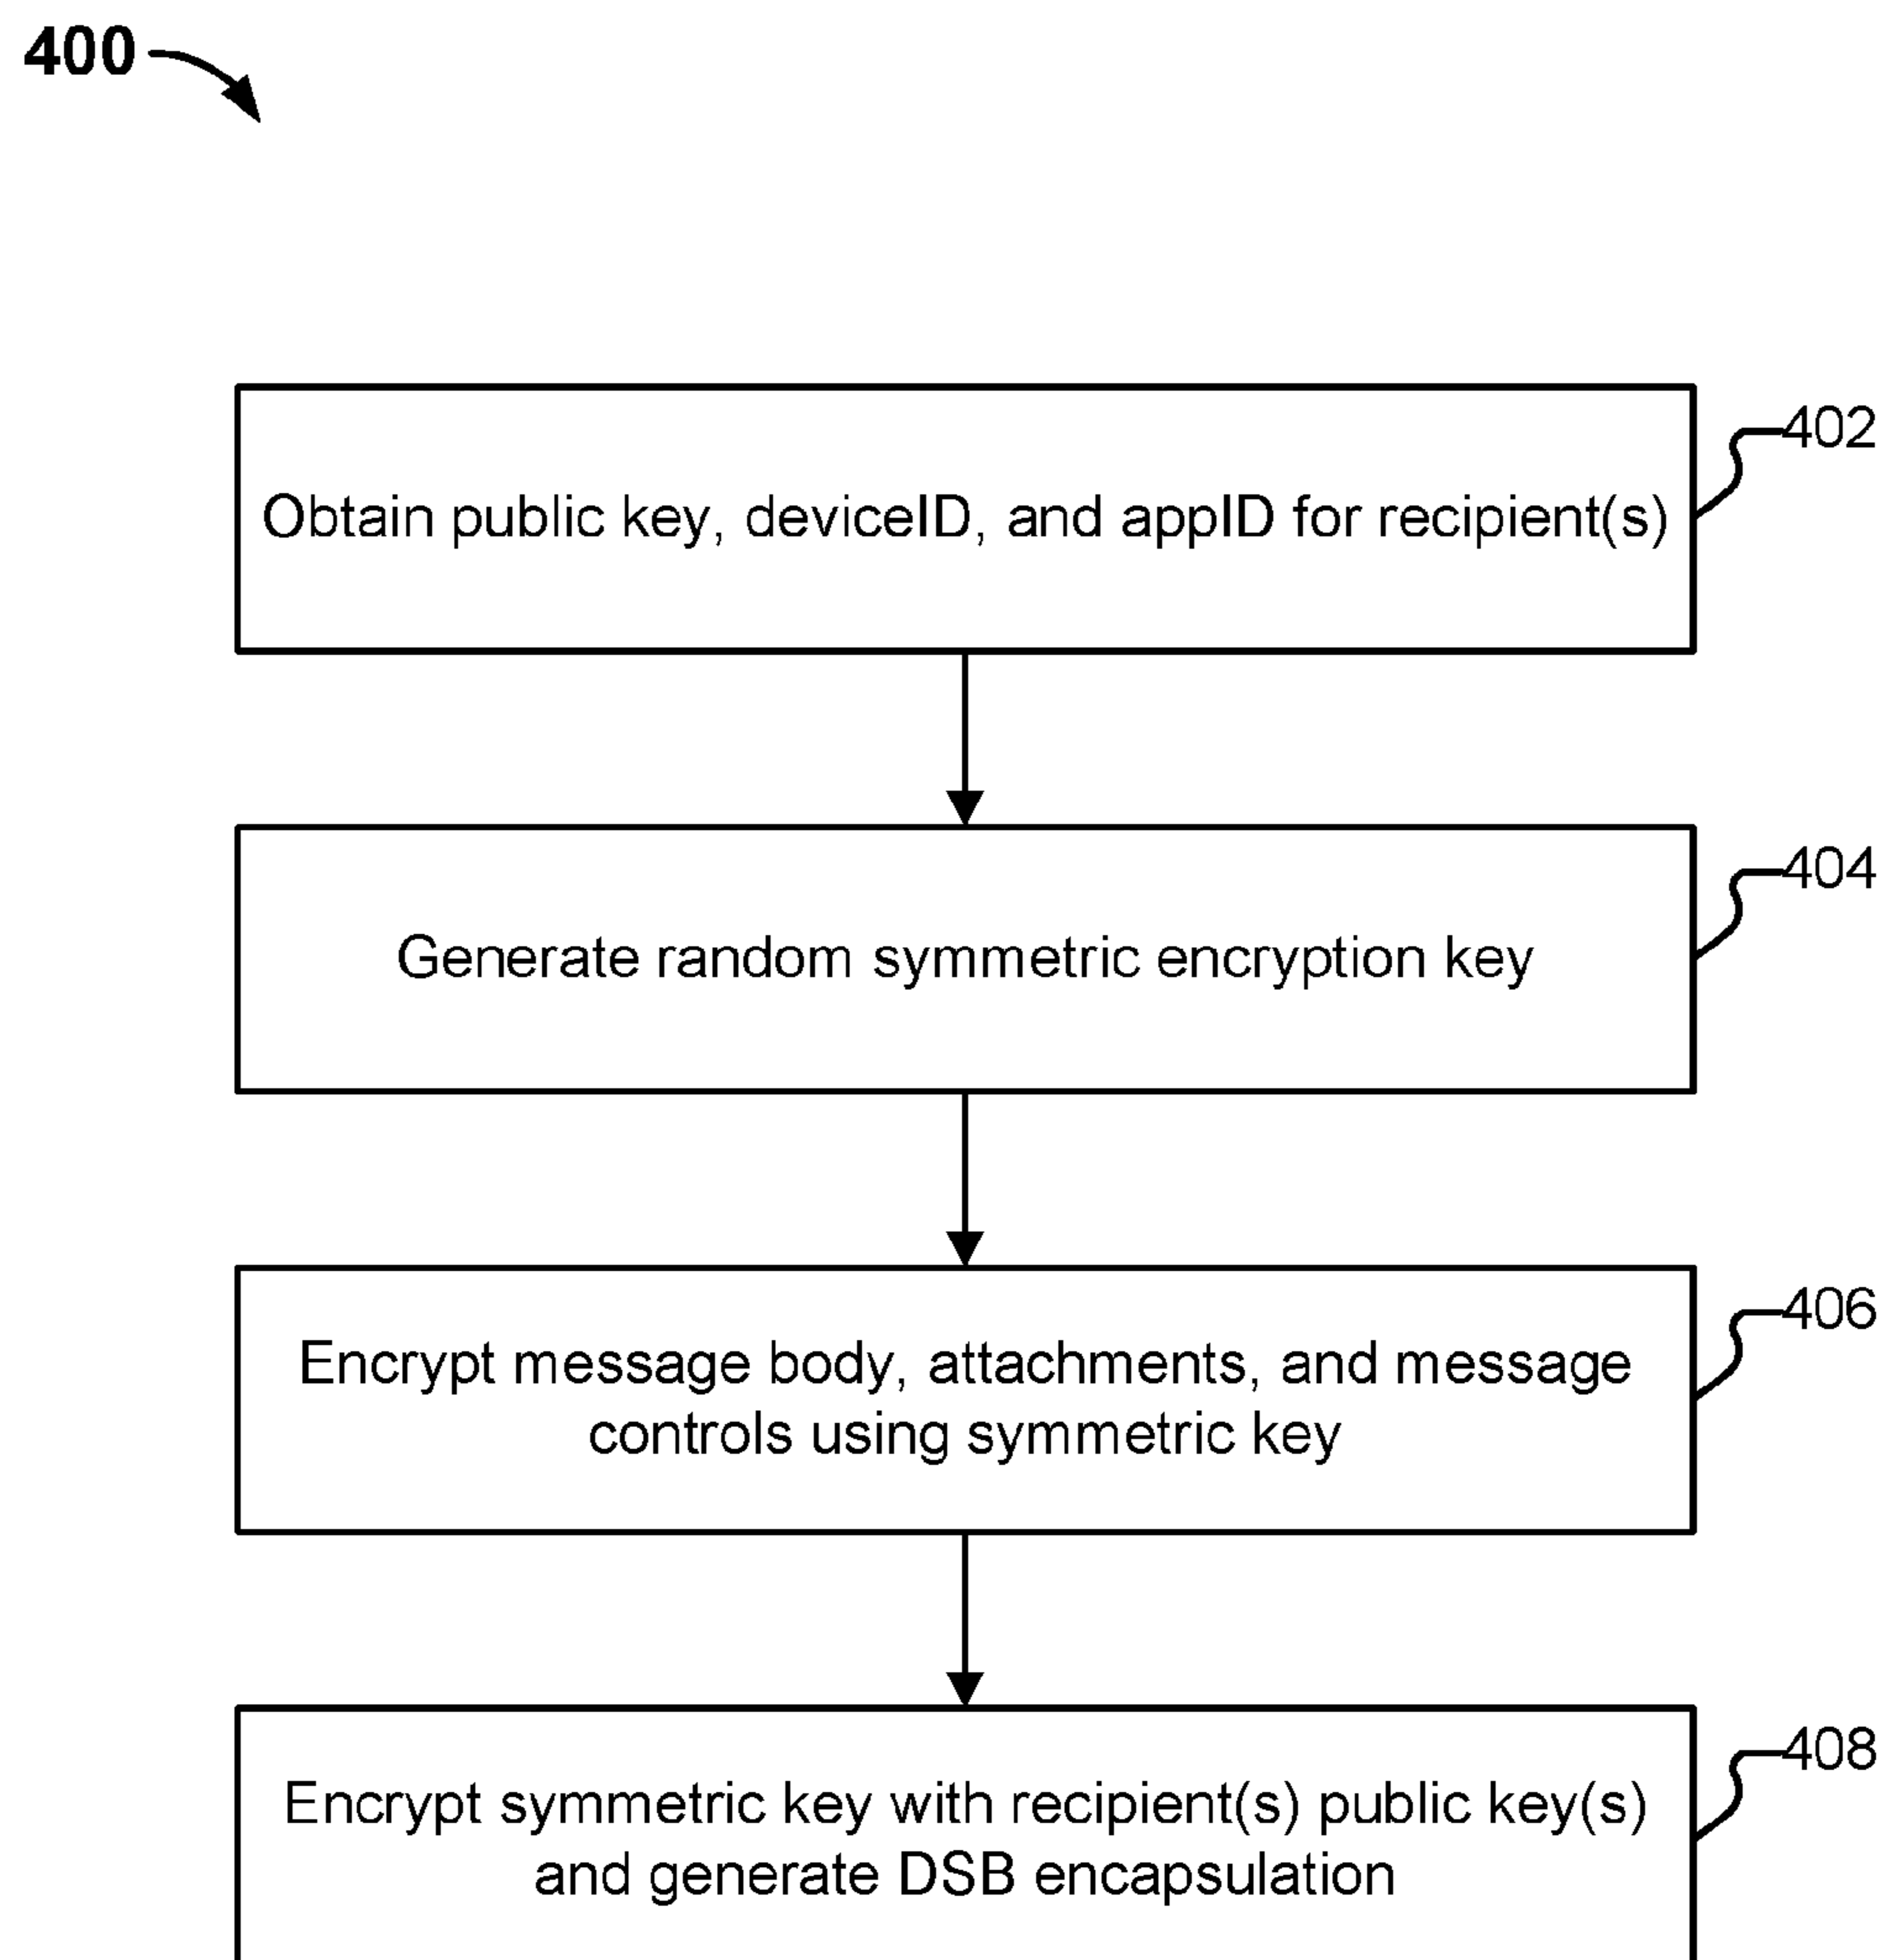 400
402
Obtain public key, deviceID, and appID for recipient(s)
404
Generate random symmetric encryption key
406
Encrypt message body, attachments, and message
controls using symmetric key
408
Encrypt symmetric key with recipient(s) public key(s)
and generate DSB encapsulation